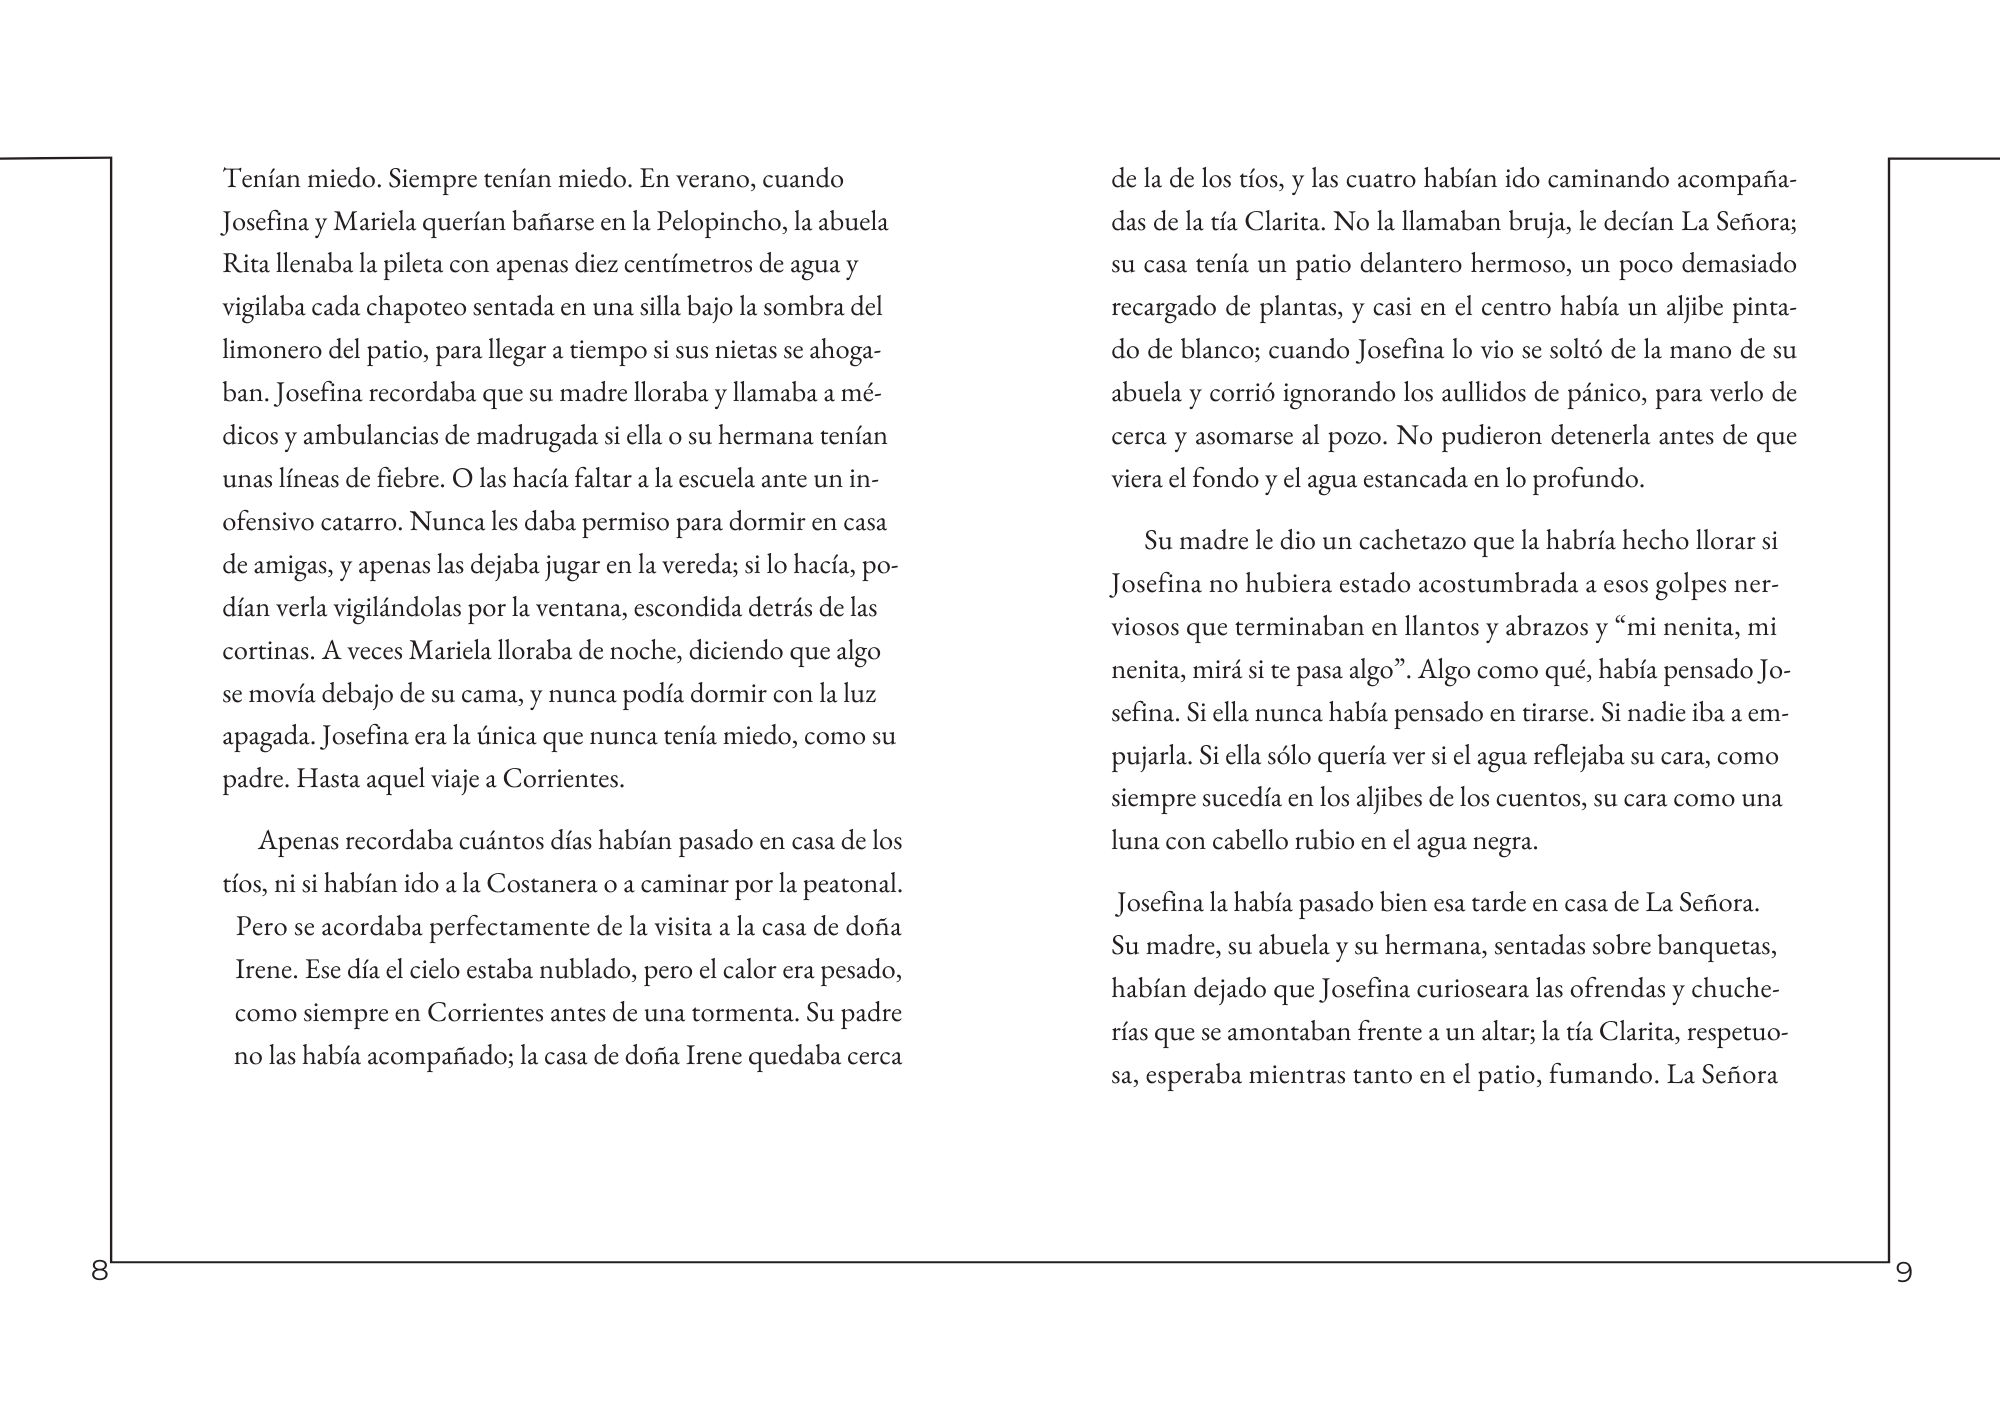 Tenían miedo. Siempre tenían miedo. En verano, cuando
Josefina y Mariela querían bañarse en la Pelopincho, la abuela
Rita llenaba la pileta con apenas diez centímetros de agua y
vigilaba cada chapoteo sentada en una silla bajo la sombra del
limonero del patio, para llegar a tiempo si sus nietas se ahoga-
ban. Josefina recordaba que su madre lloraba y llamaba a mé-
dicos y ambulancias de madrugada si ella o su hermana tenían
unas líneas de fiebre. O las hacía faltar a la escuela ante un in-
ofensivo catarro. Nunca les daba permiso para dormir en casa
de amigas, y apenas las dejaba jugar en la vereda; si lo hacía, po-
dían verla vigilándolas por la ventana, escondida detrás de las
cortinas. A veces Mariela lloraba de noche, diciendo que algo
se movía debajo de su cama, y nunca podía dormir con la luz
apagada. Josefina era la única que nunca tenía miedo, como su
padre. Hasta aquel viaje a Corrientes.
Apenas recordaba cuántos días habían pasado en casa de los
tíos, ni si habían ido a la Costanera o a caminar por la peatonal.
Pero se acordaba perfectamente de la visita a la casa de doña
Irene. Ese día el cielo estaba nublado, pero el calor era pesado,
como siempre en Corrientes antes de una tormenta. Su padre
no las había acompañado; la casa de doña Irene quedaba cerca
8
de la de los tíos, y las cuatro habían ido caminando acompaña-
das de la tía Clarita. No la llamaban bruja, le decían La Señora;
su casa tenía un patio delantero hermoso, un poco demasiado
recargado de plantas, y casi en el centro había un aljibe pinta-
do de blanco; cuando Josefina lo vio se soltó de la mano de su
abuela y corrió ignorando los aullidos de pánico, para verlo de
cerca y asomarse al pozo. No pudieron detenerla antes de que
viera el fondo y el agua estancada en lo profundo.
Su madre le dio un cachetazo que la habría hecho llorar si
Josefina no hubiera estado acostumbrada a esos golpes ner-
viosos que terminaban en llantos y abrazos y “mi nenita, mi
nenita, mirá si te pasa algo”. Algo como qué, había pensado Jo-
sefina. Si ella nunca había pensado en tirarse. Si nadie iba a em-
pujarla. Si ella sólo quería ver si el agua reflejaba su cara, como
siempre sucedía en los aljibes de los cuentos, su cara como una
luna con cabello rubio en el agua negra.
Josefina la había pasado bien esa tarde en casa de La Señora.
Su madre, su abuela y su hermana, sentadas sobre banquetas,
habían dejado que Josefina curioseara las ofrendas y chuche-
rías que se amontaban frente a un altar; la tía Clarita, respetuo-
sa, esperaba mientras tanto en el patio, fumando. La Señora
9